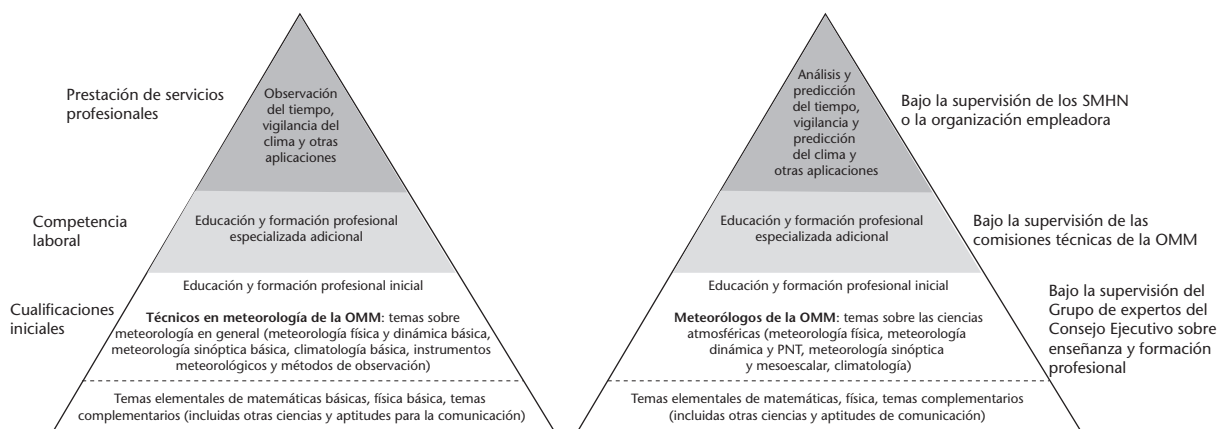 Prestación de servicios
profesionales
Observación
del tiempo,
vigilancia del
clima y otras
aplicaciones
Análisis y
predicción
del tiempo,
vigilancia y
predicción
del clima y
otras aplicaciones
Bajo la supervisión de los SMHN
o la organización empleadora
Competencia
laboral
Educación y formación profesional
especializada adicional
Educación y formación profesional
especializada adicional
Bajo la supervisión de las
comisiones técnicas de la OMM
Cualificaciones
iniciales
Educación y formación profesional inicial
Técnicos en meteorología de la OMM: temas sobre
meteorología en general (meteorología física y dinámica básica,
meteorología sinóptica básica, climatología básica, instrumentos
meteorológicos y métodos de observación)
Temas elementales de matemáticas básicas, física básica, temas
complementarios (incluidas otras ciencias y aptitudes para la comunicación)
Educación y formación profesional inicial
Meteorólogos de la OMM: temas sobre las ciencias
atmosféricas (meteorología física, meteorología
dinámica y PNT, meteorología sinóptica
y mesoescalar, climatología)
Temas elementales de matemáticas, física, temas complementarios
(incluidas otras ciencias y aptitudes de comunicación)
Bajo la supervisión del
Grupo de expertos del
Consejo Ejecutivo sobre
enseñanza y formación
profesional